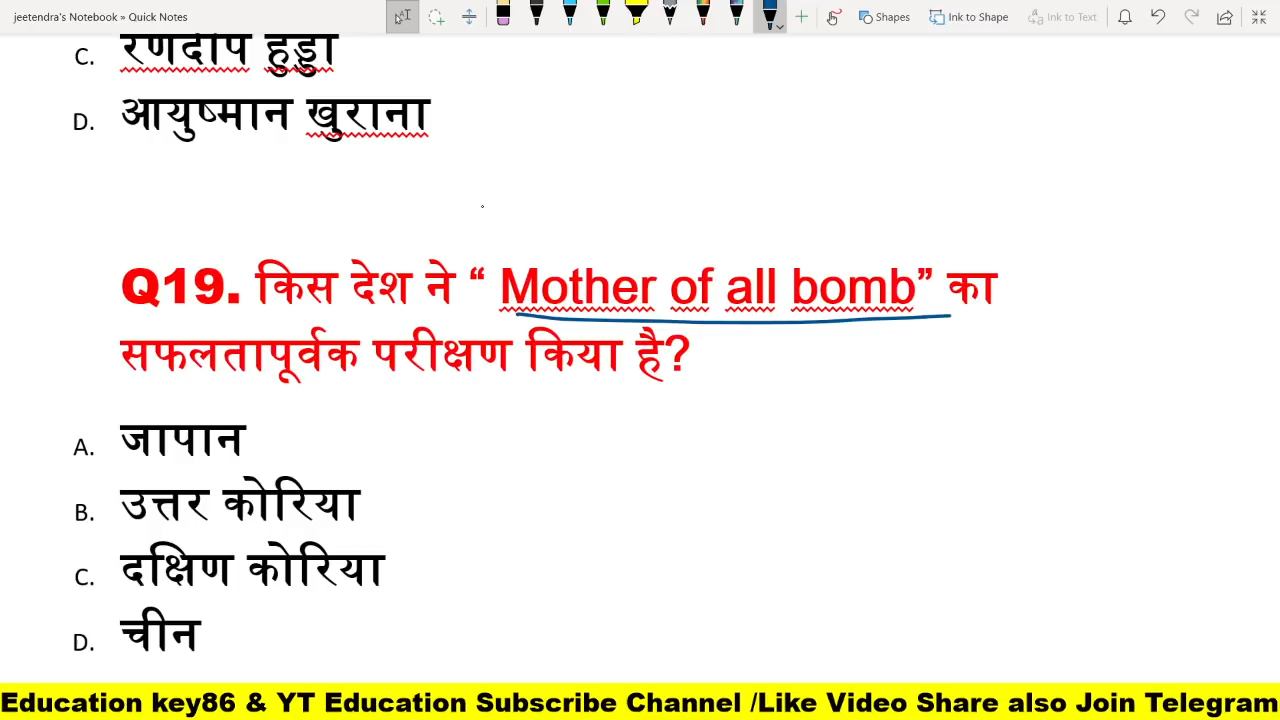 jeetendra's Notebook » Quick Notes
Shapes Ink to Shape Ink to Text
C. रणदीप हुड्डा
D. आयुष्मान खुराना
Q19. किस देश ने “ Mother of all bomb” का
सफलतापूर्वक परीक्षण किया है?
A. जापान
B. उत्तर कोरिया
C. दक्षिण कोरिया
D. चीन
Education key86 & YT Education Subscribe Channel /Like Video Share also Join Telegram